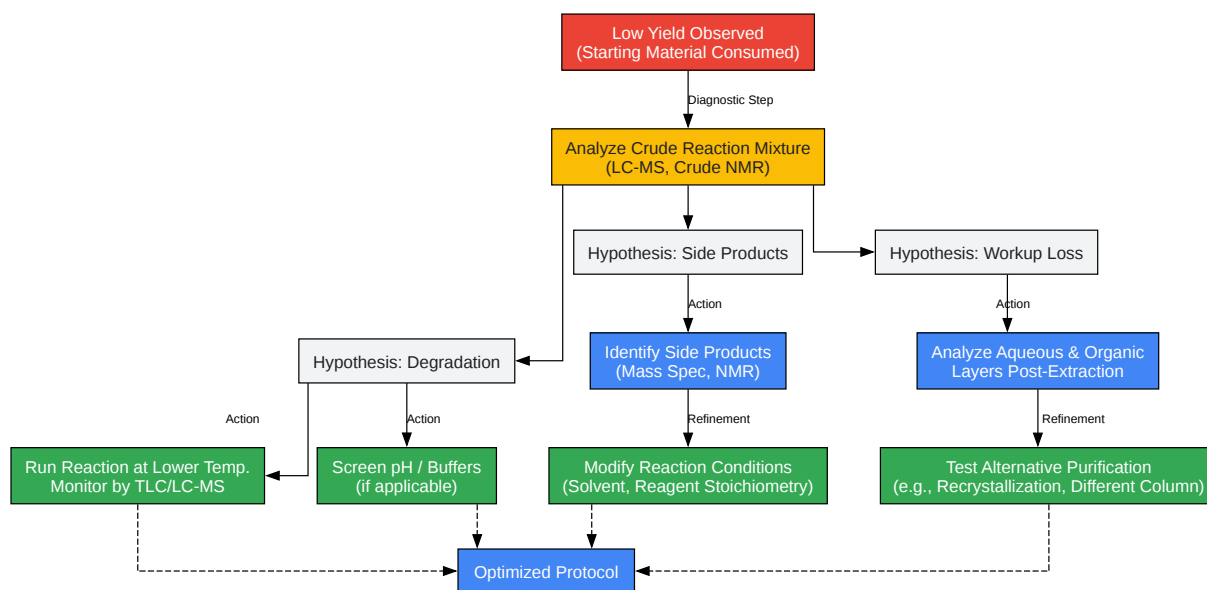 Low Yield Observed
(Starting Material Consumed)
Diagnostic Step
Analyze Crude Reaction Mixture
(LC-MS, Crude NMR)
Hypothesis: Side Products
Hypothesis: Workup Loss
Action
Action
Identify Side Products
(Mass Spec, NMR)
Analyze Aqueous & Organic
Layers Post-Extraction
Hypothesis: Degradation
Action
Action
Refinement
Refinement
Run Reaction at Lower Temp.
Monitor by TLC/LC-MS
Screen pH / Buffers
(if applicable)
Modify Reaction Conditions
(Solvent, Reagent Stoichiometry)
Test Alternative Purification
(e.g., Recrystallization, Different Column)
Optimized Protocol